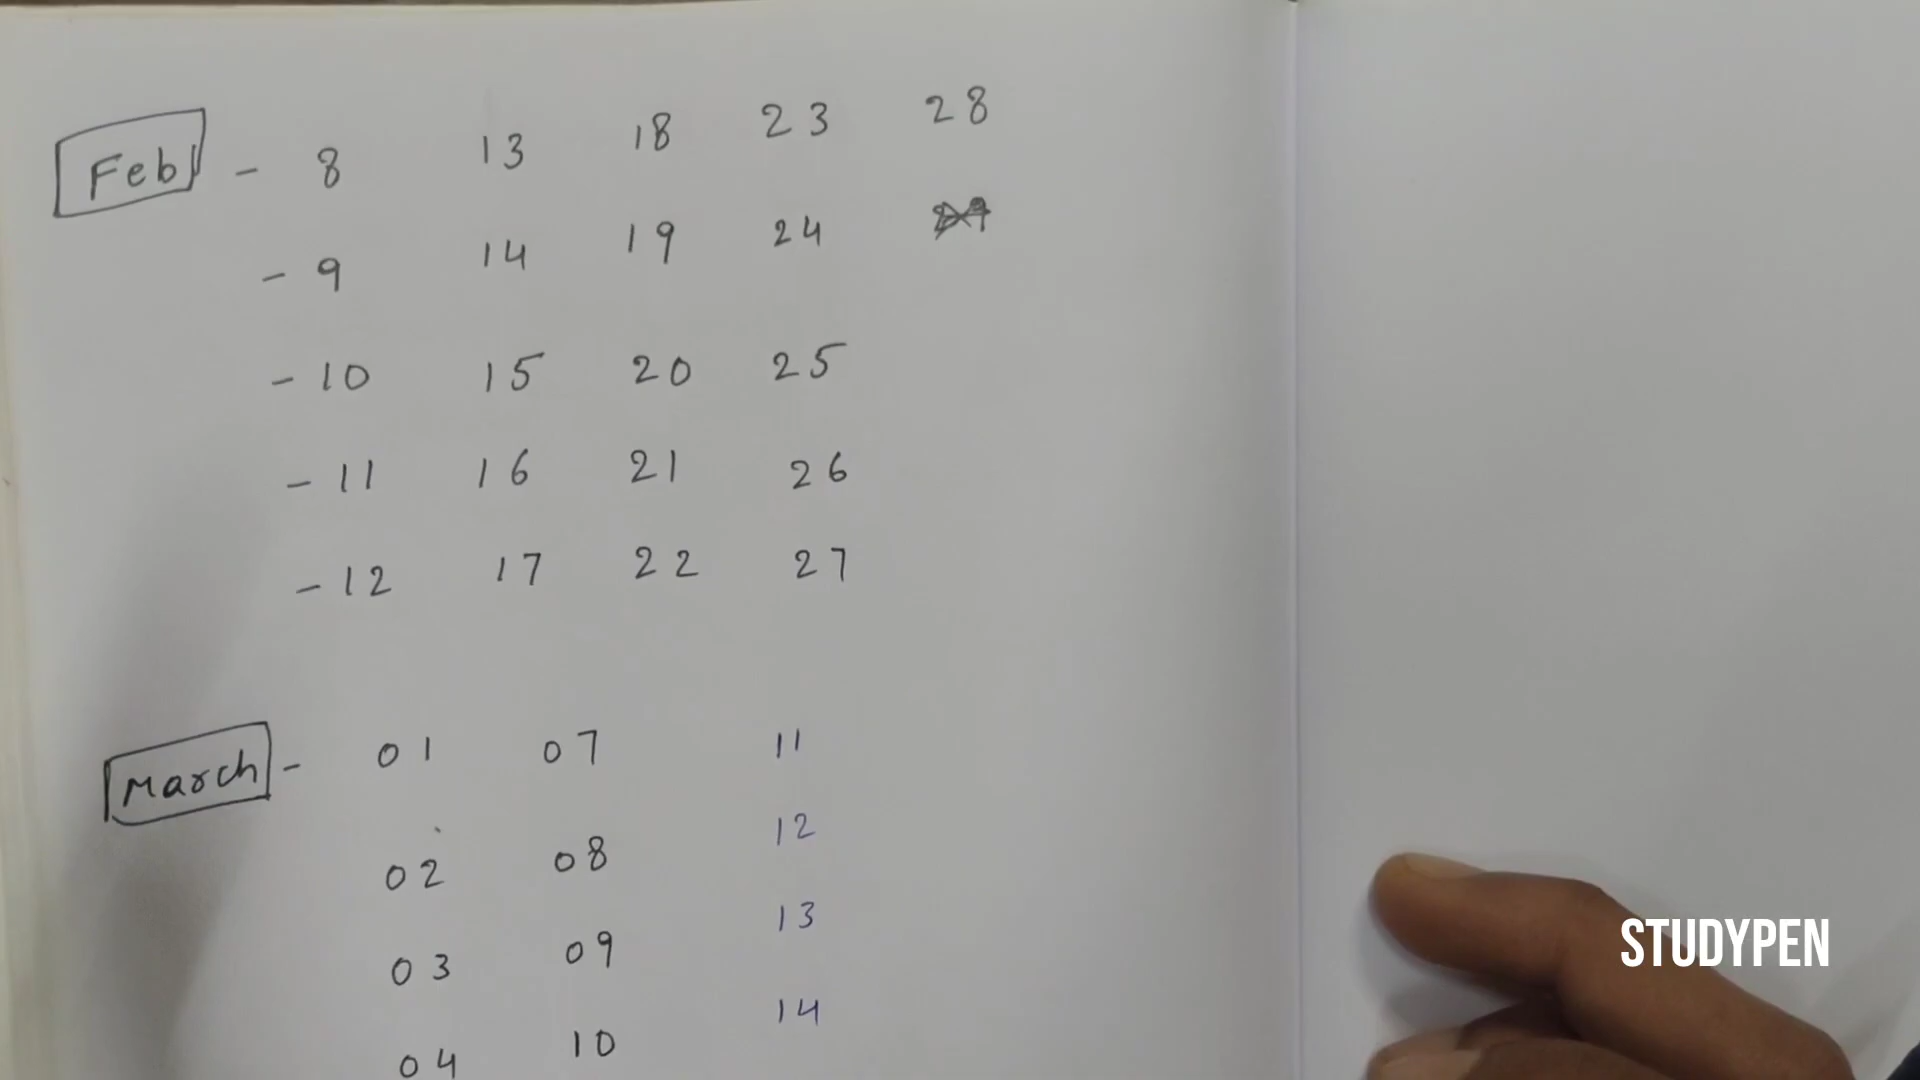 Feb - 8 13 18 23 28
- 9 14 19 24
- 10 15 20 25
- 11 16 21 26
- 12 17 22 27
March - 01 07 11
02 08 12
03 09 13
04 10 14
STUDYPEN